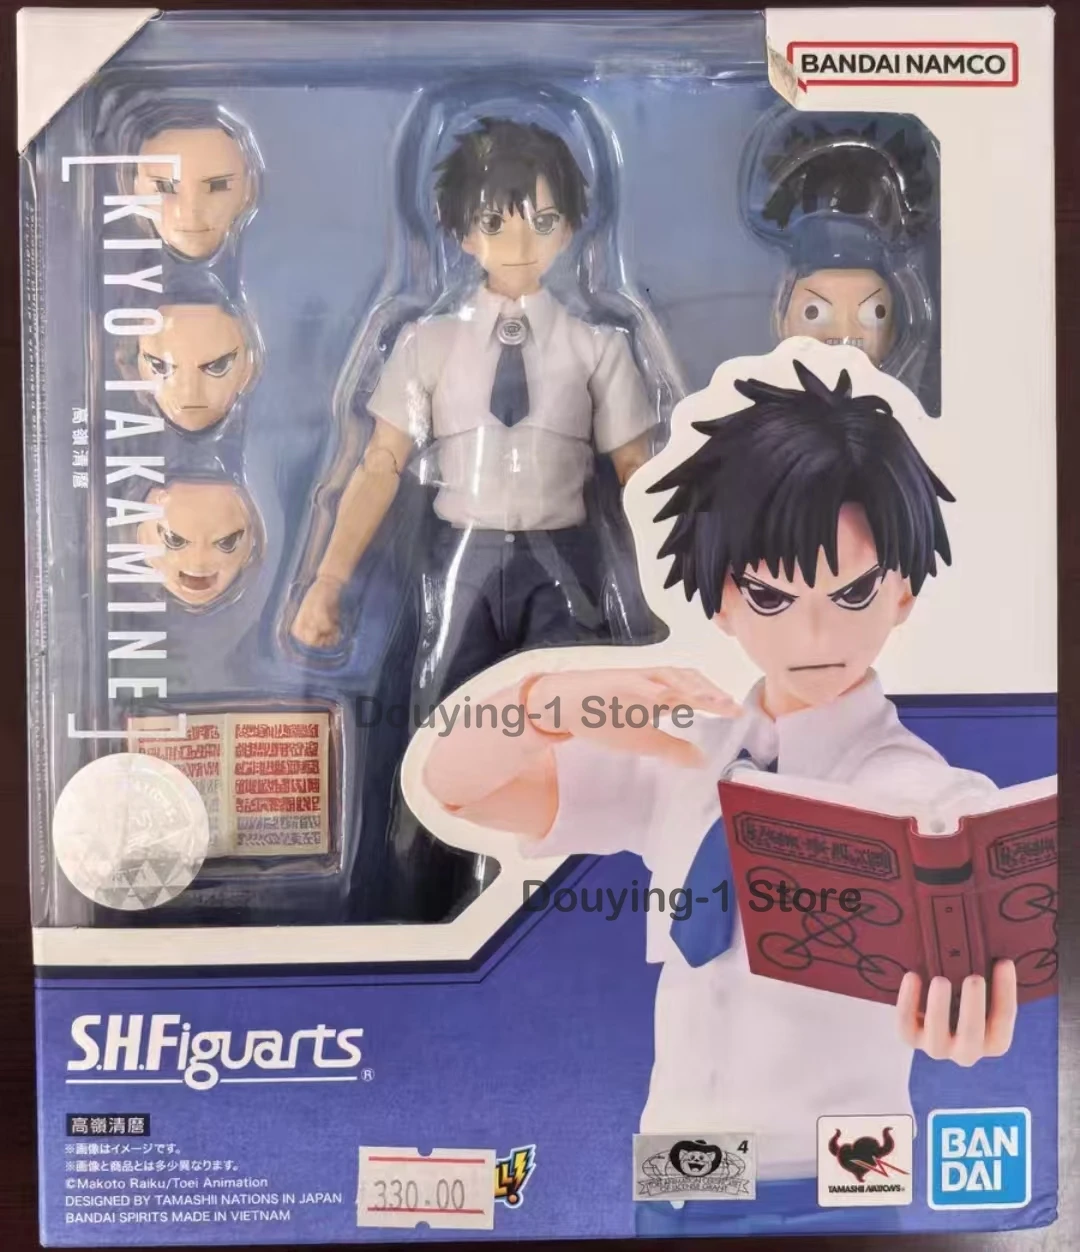 BANDAI NAMCO
[KIYO TAKAMINE]
高嶺清麿
Douying-1 Store
Douying-1 Store
S.H.Figuarts®
高嶺清麿
※画像はイメージです。
※画像と商品とは多少異なります。
©Makoto Raiku/Toei Animation
DESIGNED BY TAMASHII NATIONS IN JAPAN
BANDAI SPIRITS MADE IN VIETNAM
330.00
LL!
4
TAMASHII NATIONS®
BAN
DAI